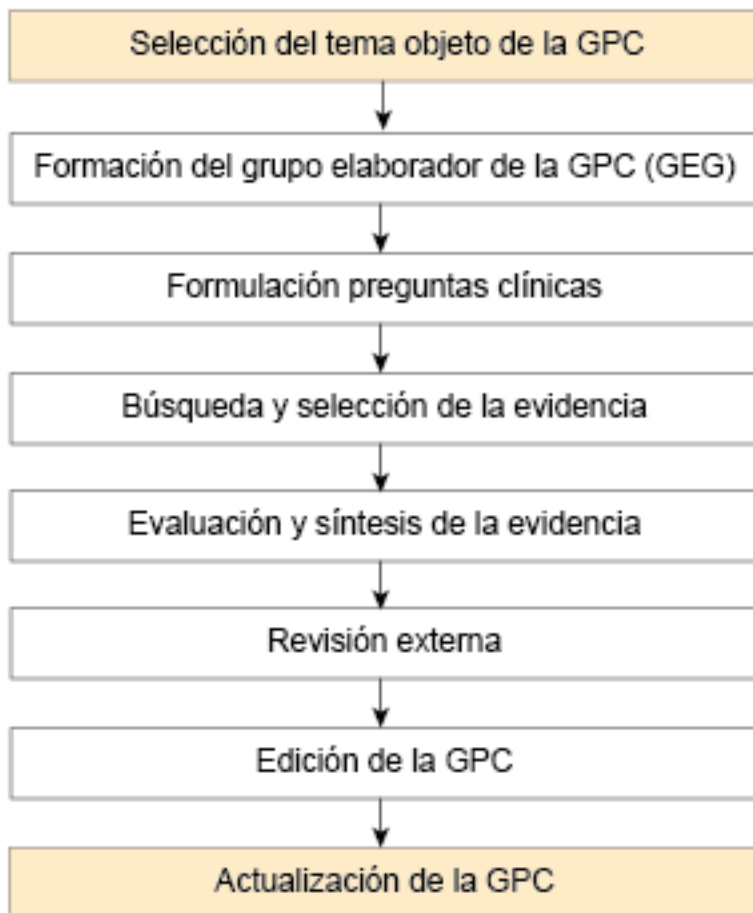 Selección del tema objeto de la GPC
Formación del grupo elaborador de la GPC (GEG)
Formulación preguntas clínicas
Búsqueda y selección de la evidencia
Evaluación y síntesis de la evidencia
Revisión externa
Edición de la GPC
Actualización de la GPC